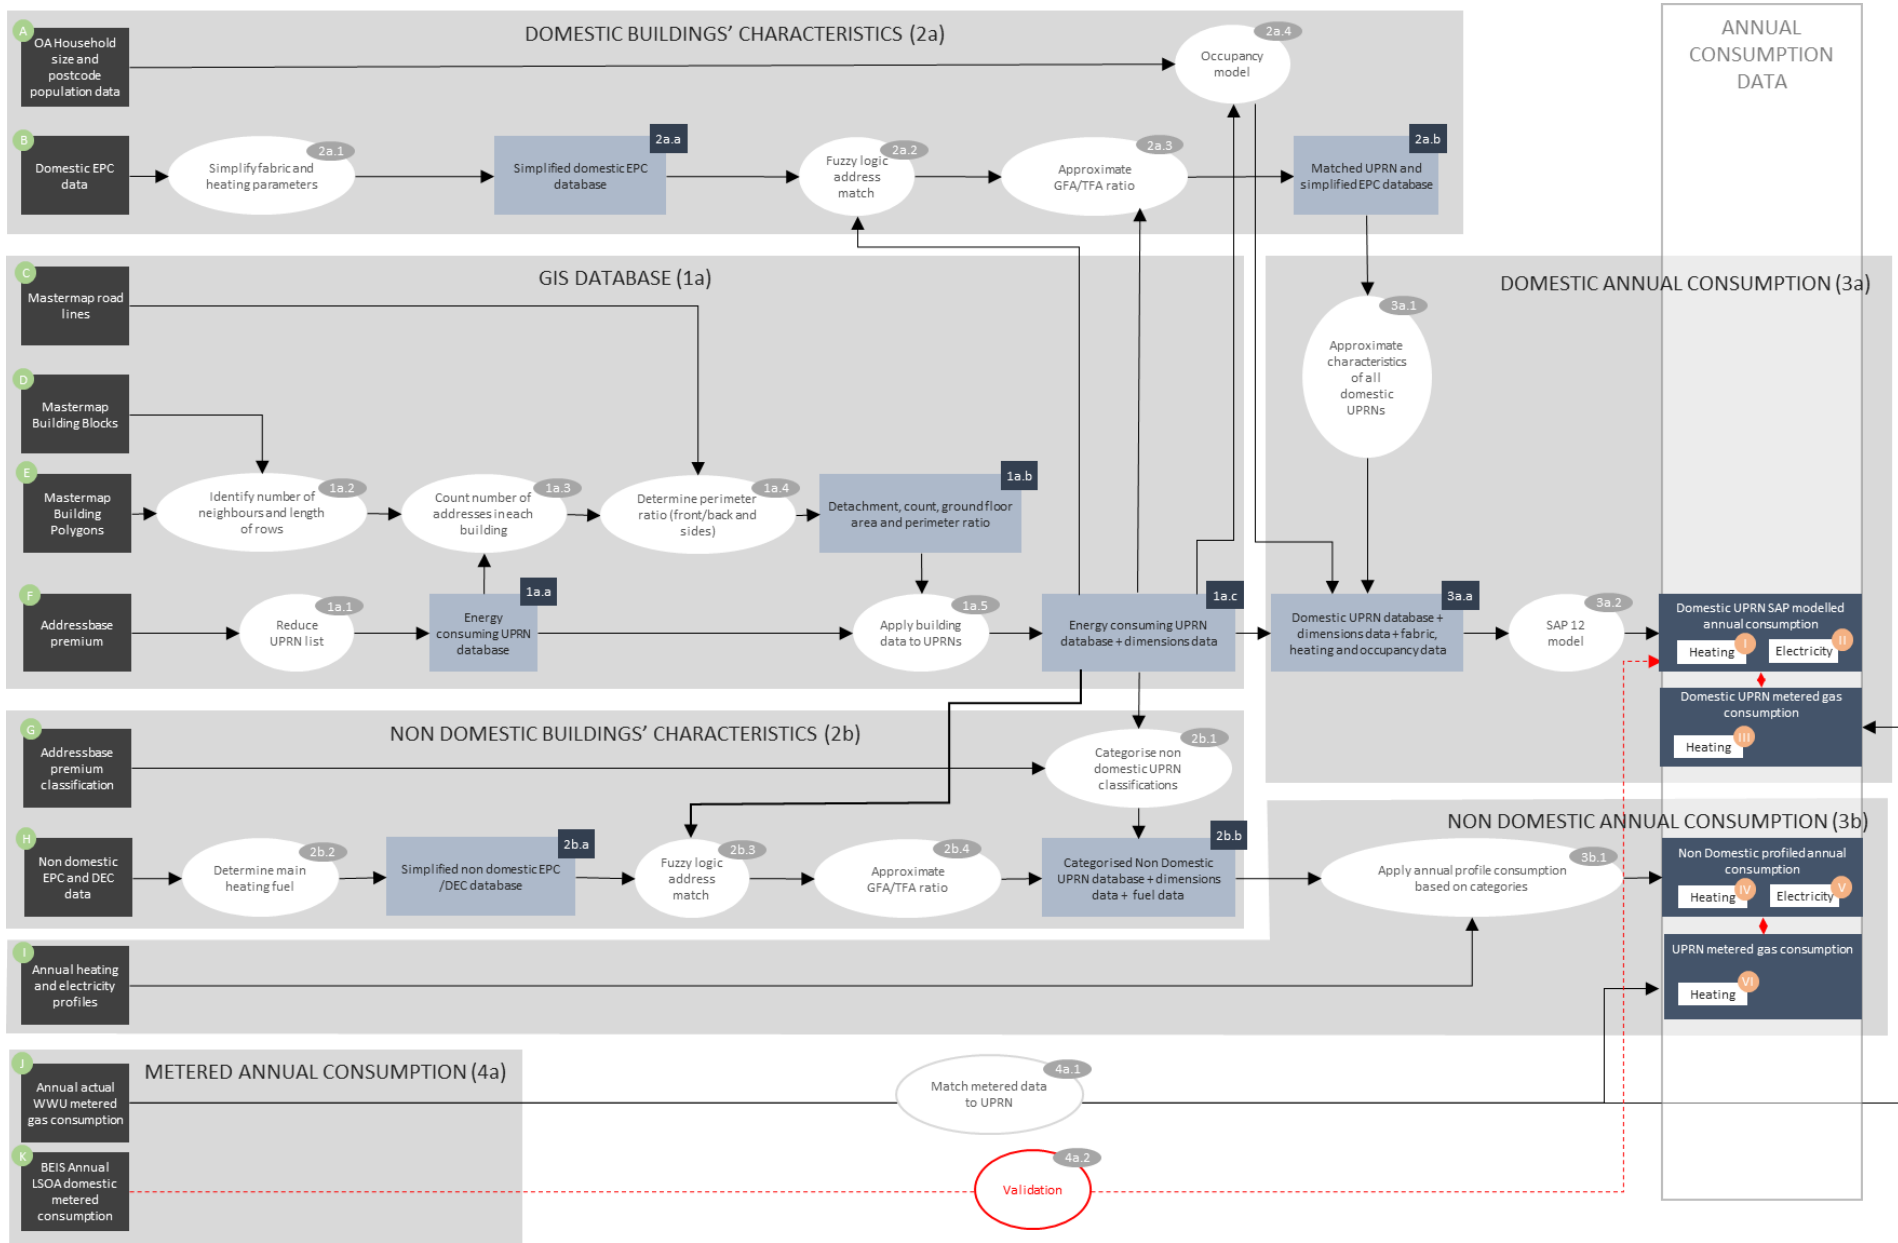 ANNUAL
CONSUMPTION
DATA
DOMESTIC BUILDINGS' CHARACTERISTICS (2a)
A
OA Household
size and
postcode
population data
2a.4
Occupancy
model
B
Domestic EPC
data
2a.1
Simplify fabric and
heating parameters
2a.a
Simplified domestic EPC
database
2a.2
Fuzzy logic
address
match
2a.3
Approximate
GFA/TFA ratio
2a.b
Matched UPRN and
simplified EPC database
GIS DATABASE (1a)
C
Mastermap road
lines
D
Mastermap
Building Blocks
E
Mastermap
Building
Polygons
1a.2
Identify number of
neighbours and length
of rows
1a.3
Count number of
addresses in each
building
1a.4
Determine perimeter
ratio (front/back and
sides)
1a.b
Detachment, count, ground floor
area and perimeter ratio
F
Addressbase
premium
1a.1
Reduce
UPRN list
1a.a
Energy
consuming UPRN
database
1a.5
Apply building
data to UPRNs
1a.c
Energy consuming UPRN
database + dimensions data
DOMESTIC ANNUAL CONSUMPTION (3a)
3a.1
Approximate
characteristics
of all
domestic
UPRNs
3a.a
Domestic UPRN database +
dimensions data + fabric,
heating and occupancy data
3a.2
SAP 12
model
Domestic UPRN SAP modelled
annual consumption
Heating
I
Electricity
II
Domestic UPRN metered gas
consumption
Heating
III
NON DOMESTIC BUILDINGS' CHARACTERISTICS (2b)
G
Addressbase
premium
classification
2b.1
Categorise non
domestic UPRN
classifications
H
Non domestic
EPC and DEC
data
2b.2
Determine main
heating fuel
2b.a
Simplified non domestic EPC
/DEC database
2b.3
Fuzzy logic
address
match
2b.4
Approximate
GFA/TFA ratio
2b.b
Categorised Non Domestic
UPRN database + dimensions
data + fuel data
NON DOMESTIC ANNUAL CONSUMPTION (3b)
3b.1
Apply annual profile consumption
based on categories
Non Domestic profiled annual
consumption
Heating
IV
Electricity
V
UPRN metered gas consumption
Heating
VI
I
Annual heating
and electricity
profiles
METERED ANNUAL CONSUMPTION (4a)
J
Annual actual
WWU metered
gas consumption
4a.1
Match metered data
to UPRN
K
BEIS Annual
LSOA domestic
metered
consumption
4a.2
Validation